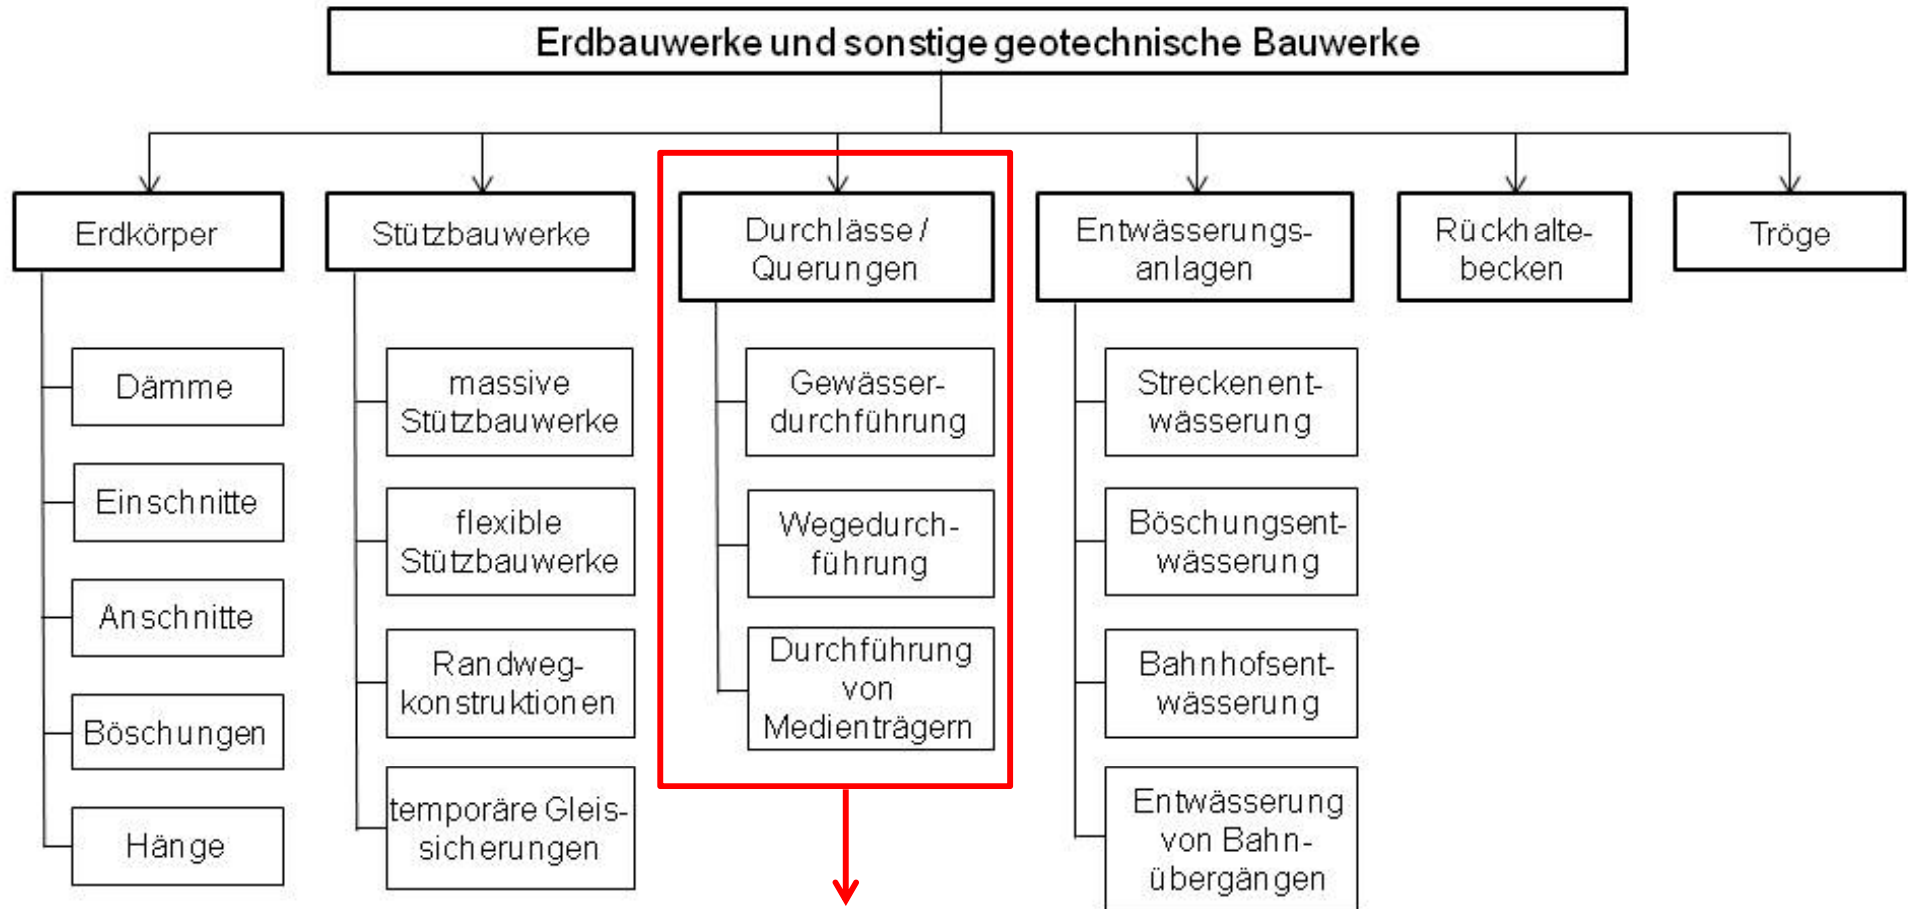 Erdbauwerke und sonstige geotechnische Bauwerke
Erdkörper
Dämme
Einschnitte
Anschnitte
Böschungen
Hänge
Stützbauwerke
massive
Stützbauwerke
flexible
Stützbauwerke
Randweg-
konstruktionen
temporäre Gleis-
sicherungen
Durchlässe /
Querungen
Gewässer-
durchführung
Wegedurch-
führung
Durchführung
von
Medienträgern
Entwässerungs-
anlagen
Streckenent-
wässerung
Böschungsent-
wässerung
Bahnhofsent-
wässerung
Entwässerung
von Bahn-
übergängen
Rückhalte-
becken
Tröge